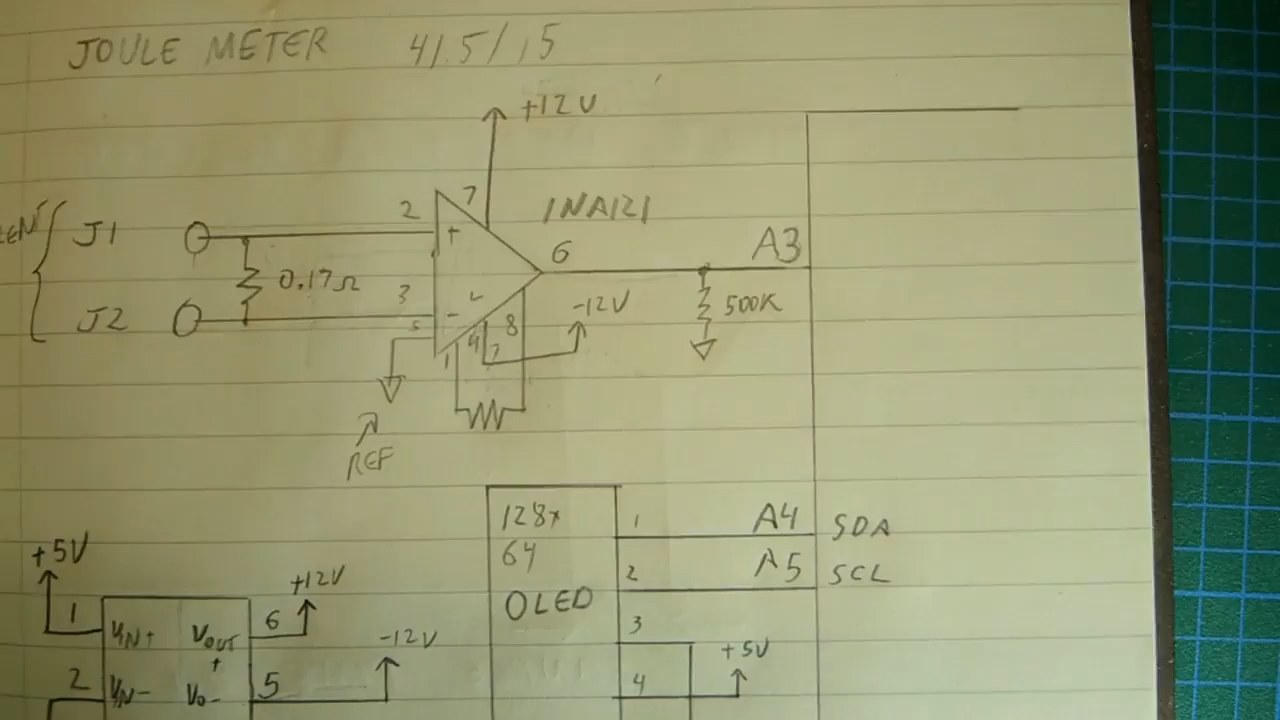 JOULE METER 4/.5/15
+12V
7
INA121
2
J1
+
6
A3
0.17Ω
3
-12V
500K
J2
-
8
5
4
1
7
REF
128x
1
A4 SDA
64
+5V
2
A5 SCL
+12V
OLED
1
6
3
VIN+ VOUT
+
-12V
+5V
2
VIN- VO-
5
4